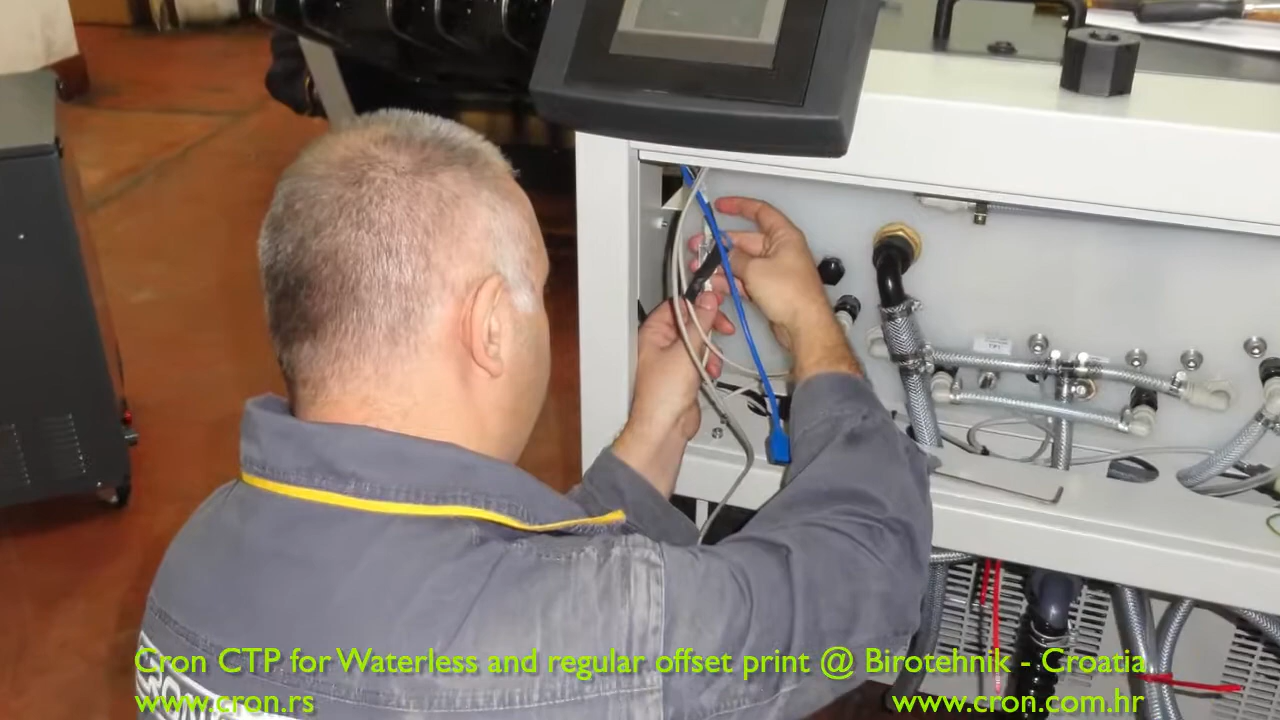 Cron CTP for Waterless and regular offset print @ Birotehnik - Croatia
www.cron.rs www.cron.com.hr